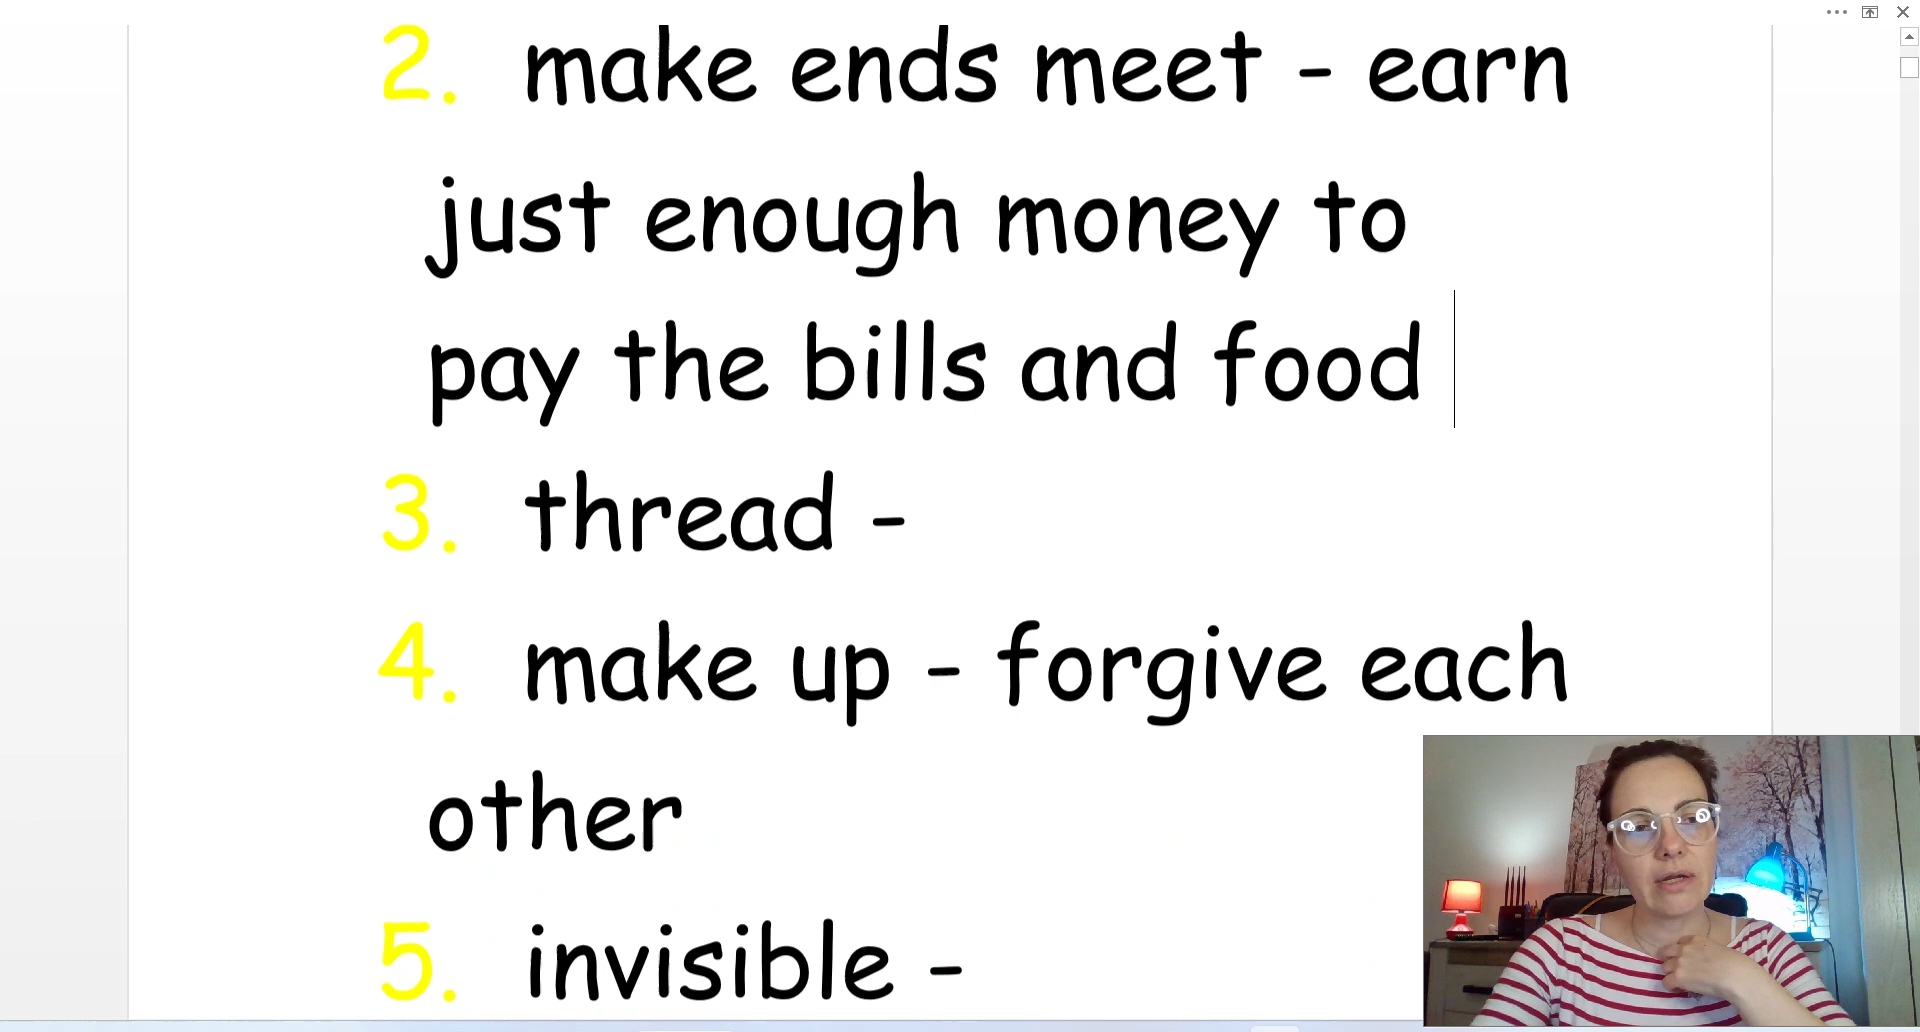 2. make ends meet - earn
just enough money to
pay the bills and food
3. thread -
4. make up - forgive each
other
5. invisible -